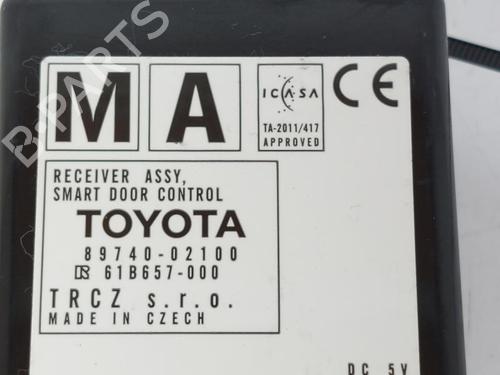 M A
ICASA
TA-2011/417
APPROVED
CE
RECEIVER ASSY,
SMART DOOR CONTROL
TOYOTA
89740-02100
61B657-000
TRCZ s.r.o.
MADE IN CZECH
DC 5V
B-PARTS